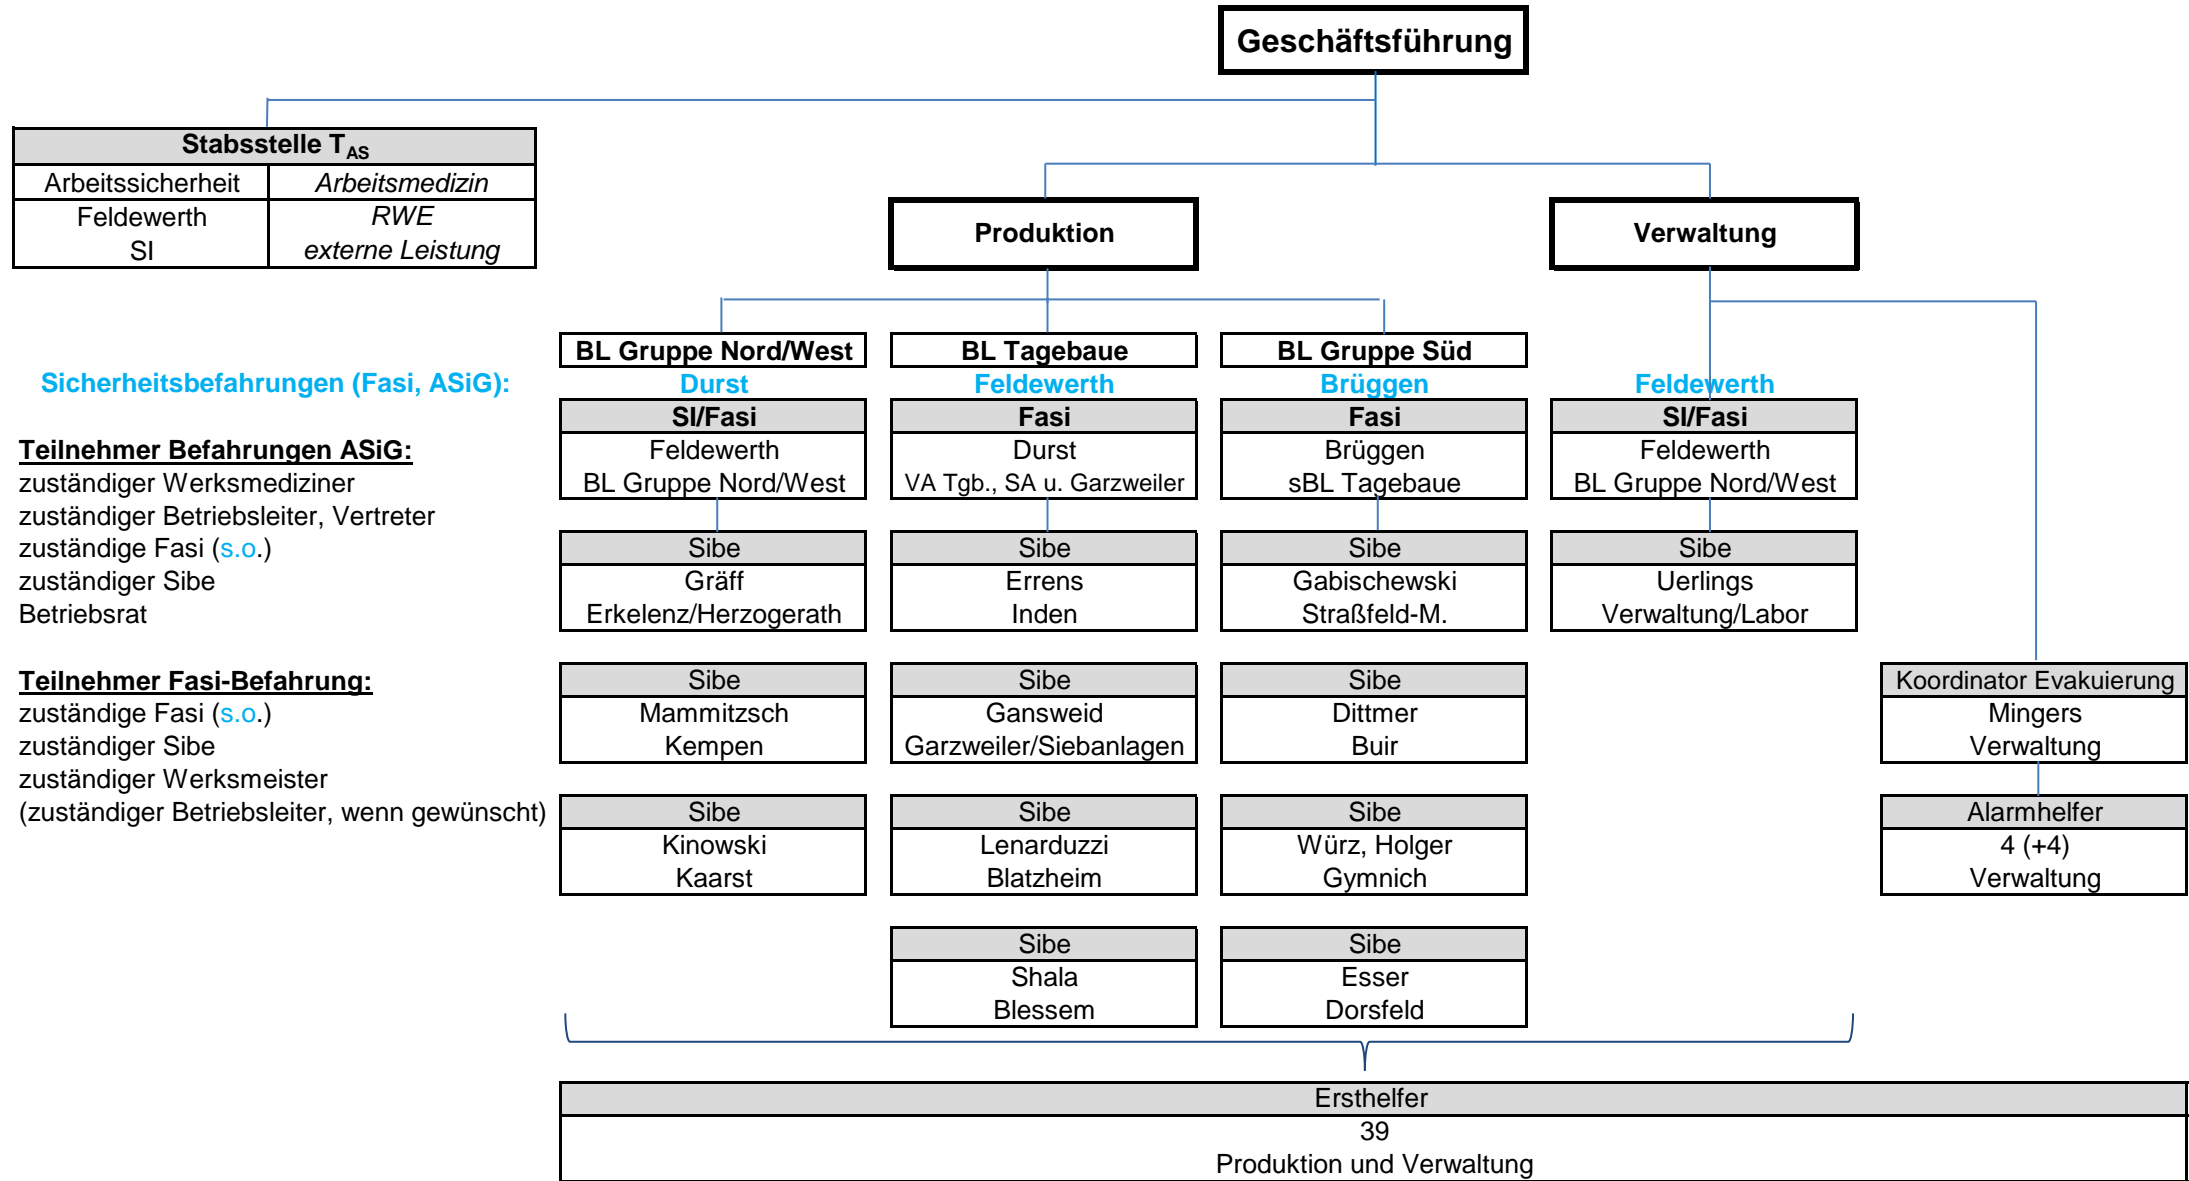 Geschäftsführung
Stabsstelle T_AS
Arbeitssicherheit Arbeitsmedizin
Feldewerth RWE
SI externe Leistung
Produktion Verwaltung
BL Gruppe Nord/West BL Tagebaue BL Gruppe Süd
Sicherheitsbefahrungen (Fasi, ASiG): Durst Feldewerth Brüggen Feldewerth
SI/Fasi Fasi Fasi SI/Fasi
Teilnehmer Befahrungen ASiG: Feldewerth Durst Brüggen Feldewerth
zuständiger Werksmediziner BL Gruppe Nord/West VA Tgb., SA u. Garzweiler sBL Tagebaue BL Gruppe Nord/West
zuständiger Betriebsleiter, Vertreter
zuständige Fasi (s.o.) Sibe Sibe Sibe Sibe
zuständiger Sibe Gräff Errens Gabischewski Uerlings
Betriebsrat Erkelenz/Herzogerath Inden Straßfeld-M. Verwaltung/Labor
Teilnehmer Fasi-Befahrung: Sibe Sibe Sibe Koordinator Evakuierung
zuständige Fasi (s.o.) Mammitzsch Gansweid Dittmer Mingers
zuständiger Sibe Kempen Garzweiler/Siebanlagen Buir Verwaltung
zuständiger Werksmeister
(zuständiger Betriebsleiter, wenn gewünscht) Sibe Sibe Sibe Alarmhelfer
Kinowski Lenarduzzi Würz, Holger 4 (+4)
Kaarst Blatzheim Gymnich Verwaltung
Sibe Sibe
Shala Esser
Blessem Dorsfeld
Ersthelfer
39
Produktion und Verwaltung